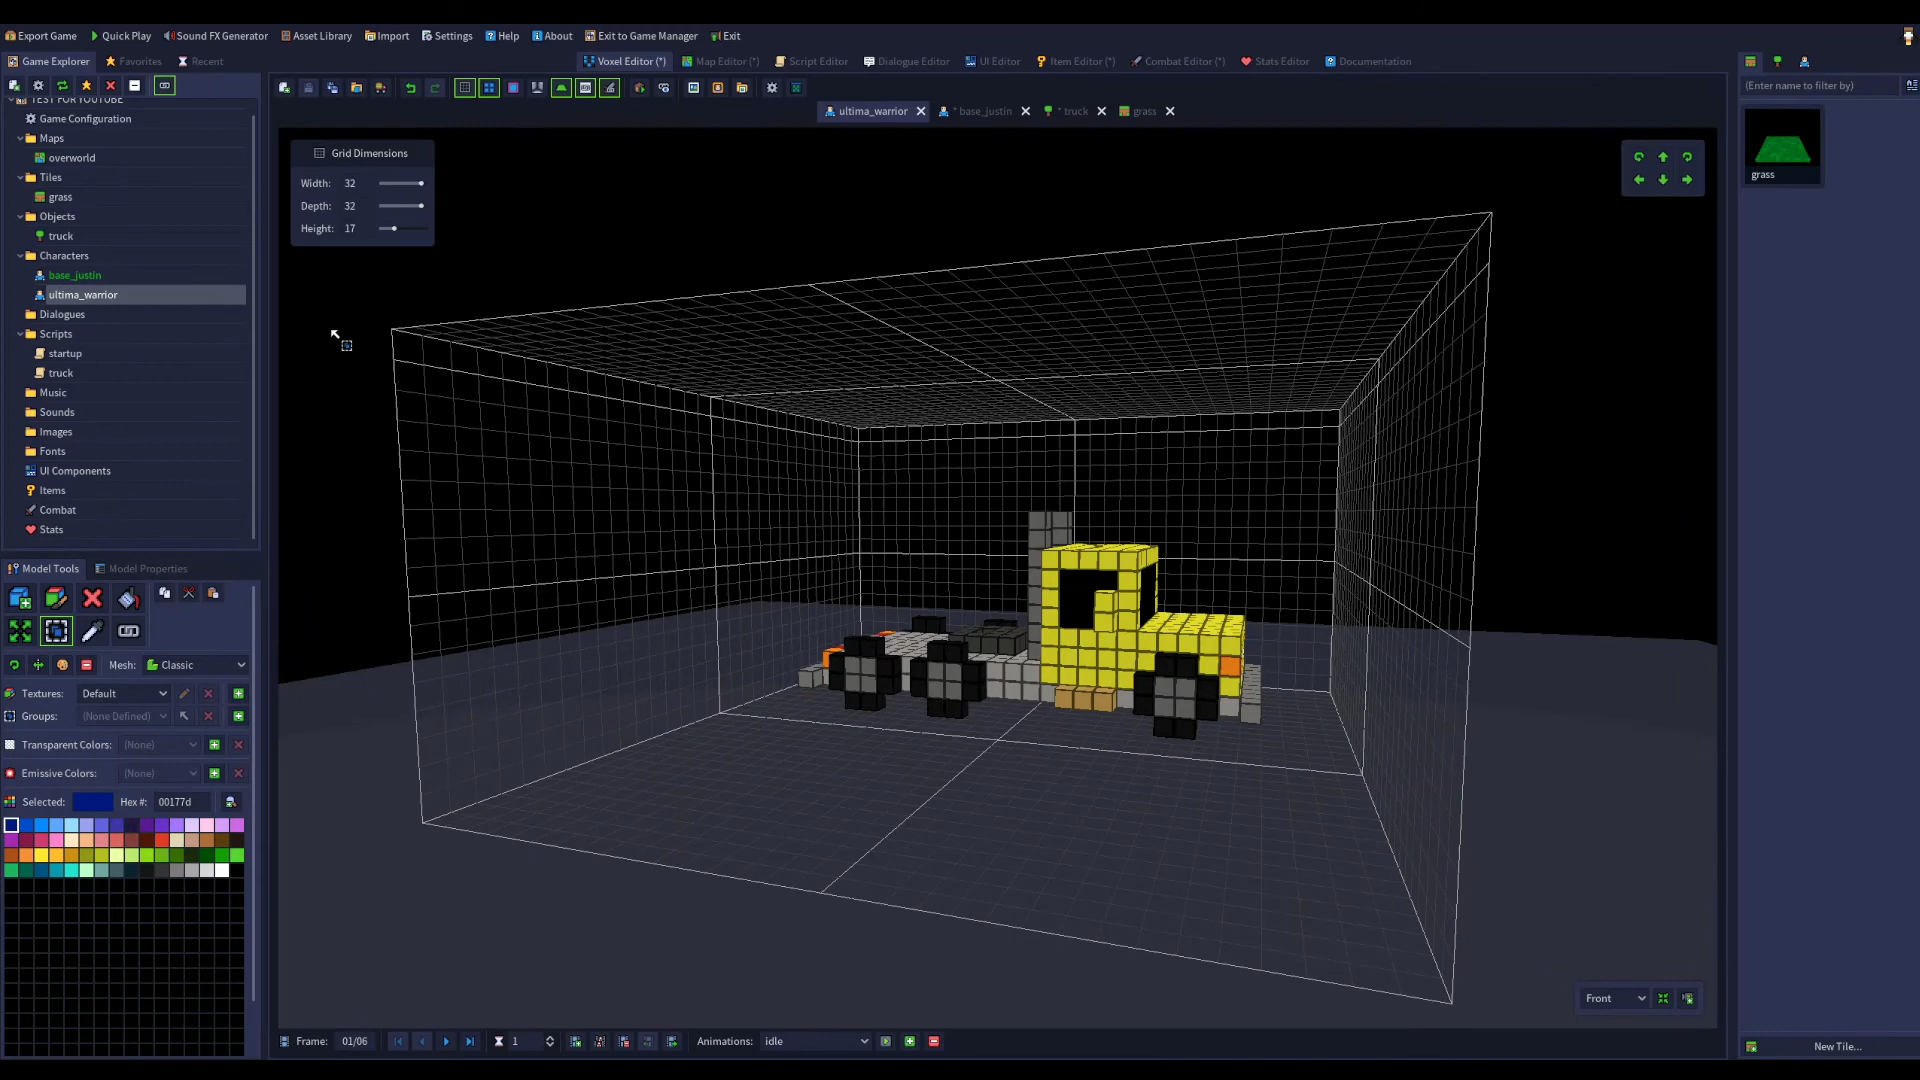 Export Game Quick Play Sound FX Generator Asset Library Import Settings Help About Exit to Game Manager Exit
Game Explorer Favorites Recent
Voxel Editor (*) Map Editor (*) Script Editor Dialogue Editor UI Editor Item Editor (*) Combat Editor (*) Stats Editor Documentation
(Enter name to filter by)
TEST FOR YOUTUBE
ultima_warrior * base_justin * truck grass
Game Configuration
Maps
overworld
Tiles
grass
Objects
truck
Characters
base_justin
ultima_warrior
Dialogues
Scripts
startup
truck
Music
Sounds
Images
Fonts
UI Components
Items
Combat
Stats
Grid Dimensions
Width: 32
Depth: 32
Height: 17
grass
Model Tools Model Properties
Mesh: Classic
Textures: Default
Groups: (None Defined)
Transparent Colors: (None)
Emissive Colors: (None)
Selected: Hex #: 00177d
Front
Frame: 01/06 1 Animations: idle
New Tile...